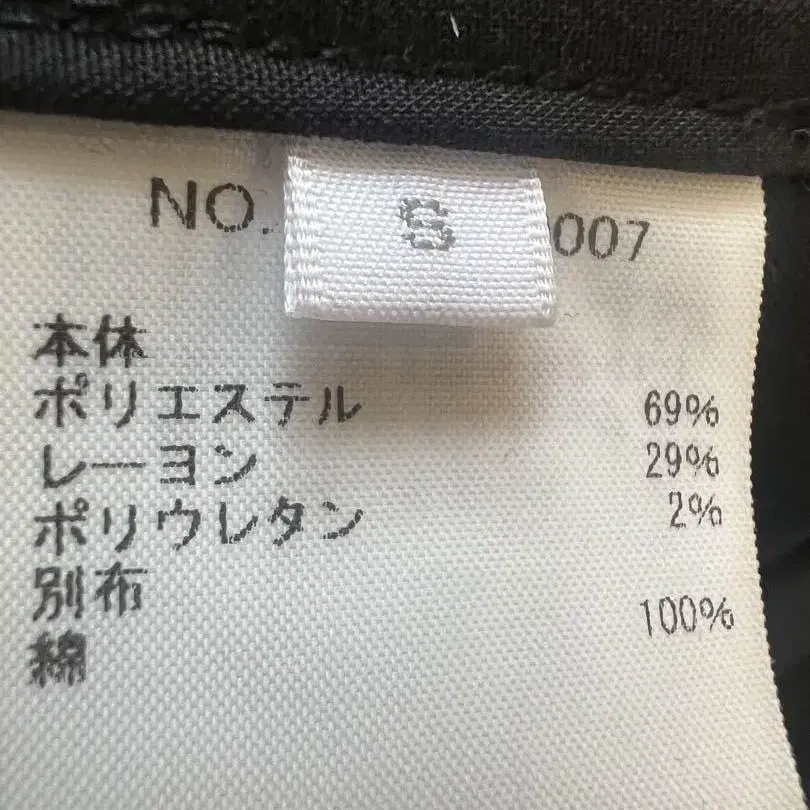 NO. S 007
本体
ポリエステル 69%
レーヨン 29%
ポリウレタン 2%
別布
綿 100%